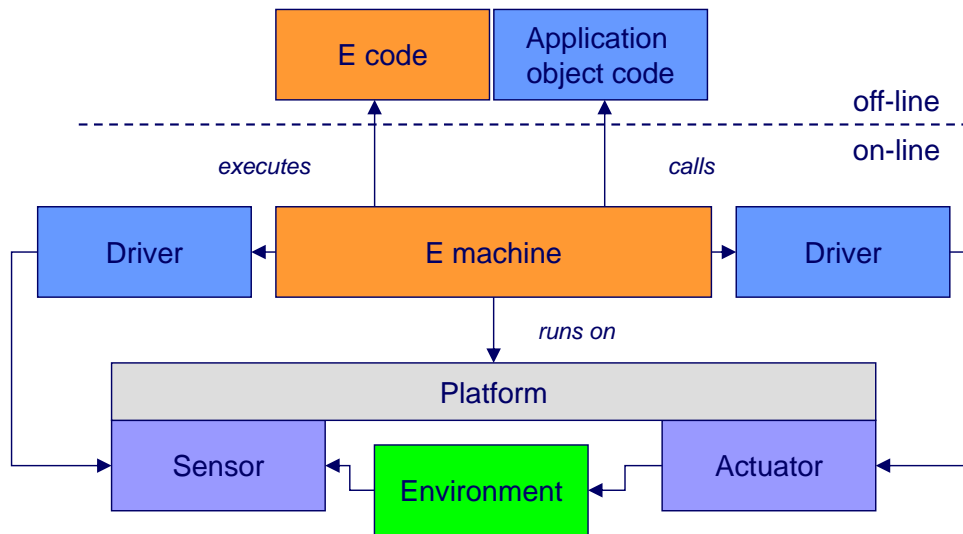 E code
Application
object code
off-line
on-line
executes
calls
Driver
E machine
Driver
runs on
Platform
Sensor
Environment
Actuator